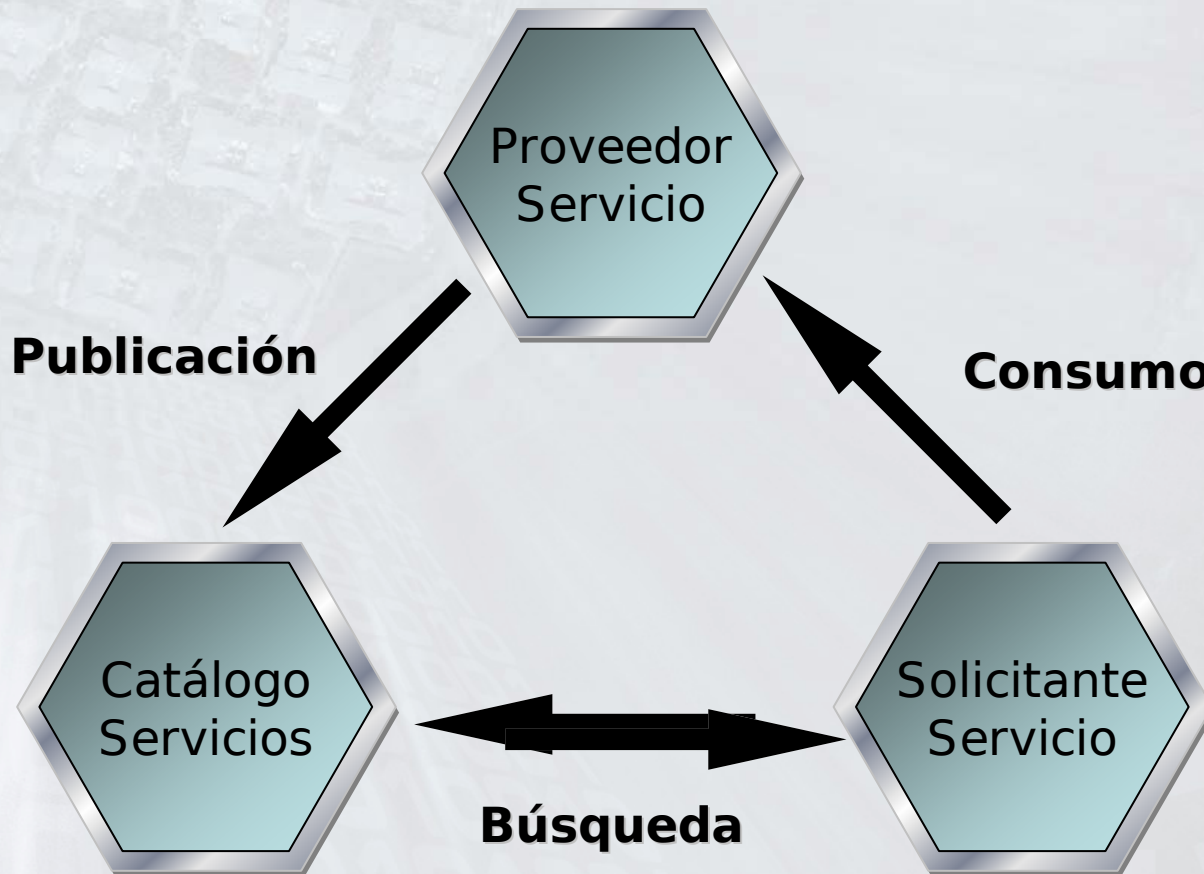 Proveedor
Servicio
Publicación
Consumo
Catálogo
Servicios
Solicitante
Servicio
Búsqueda